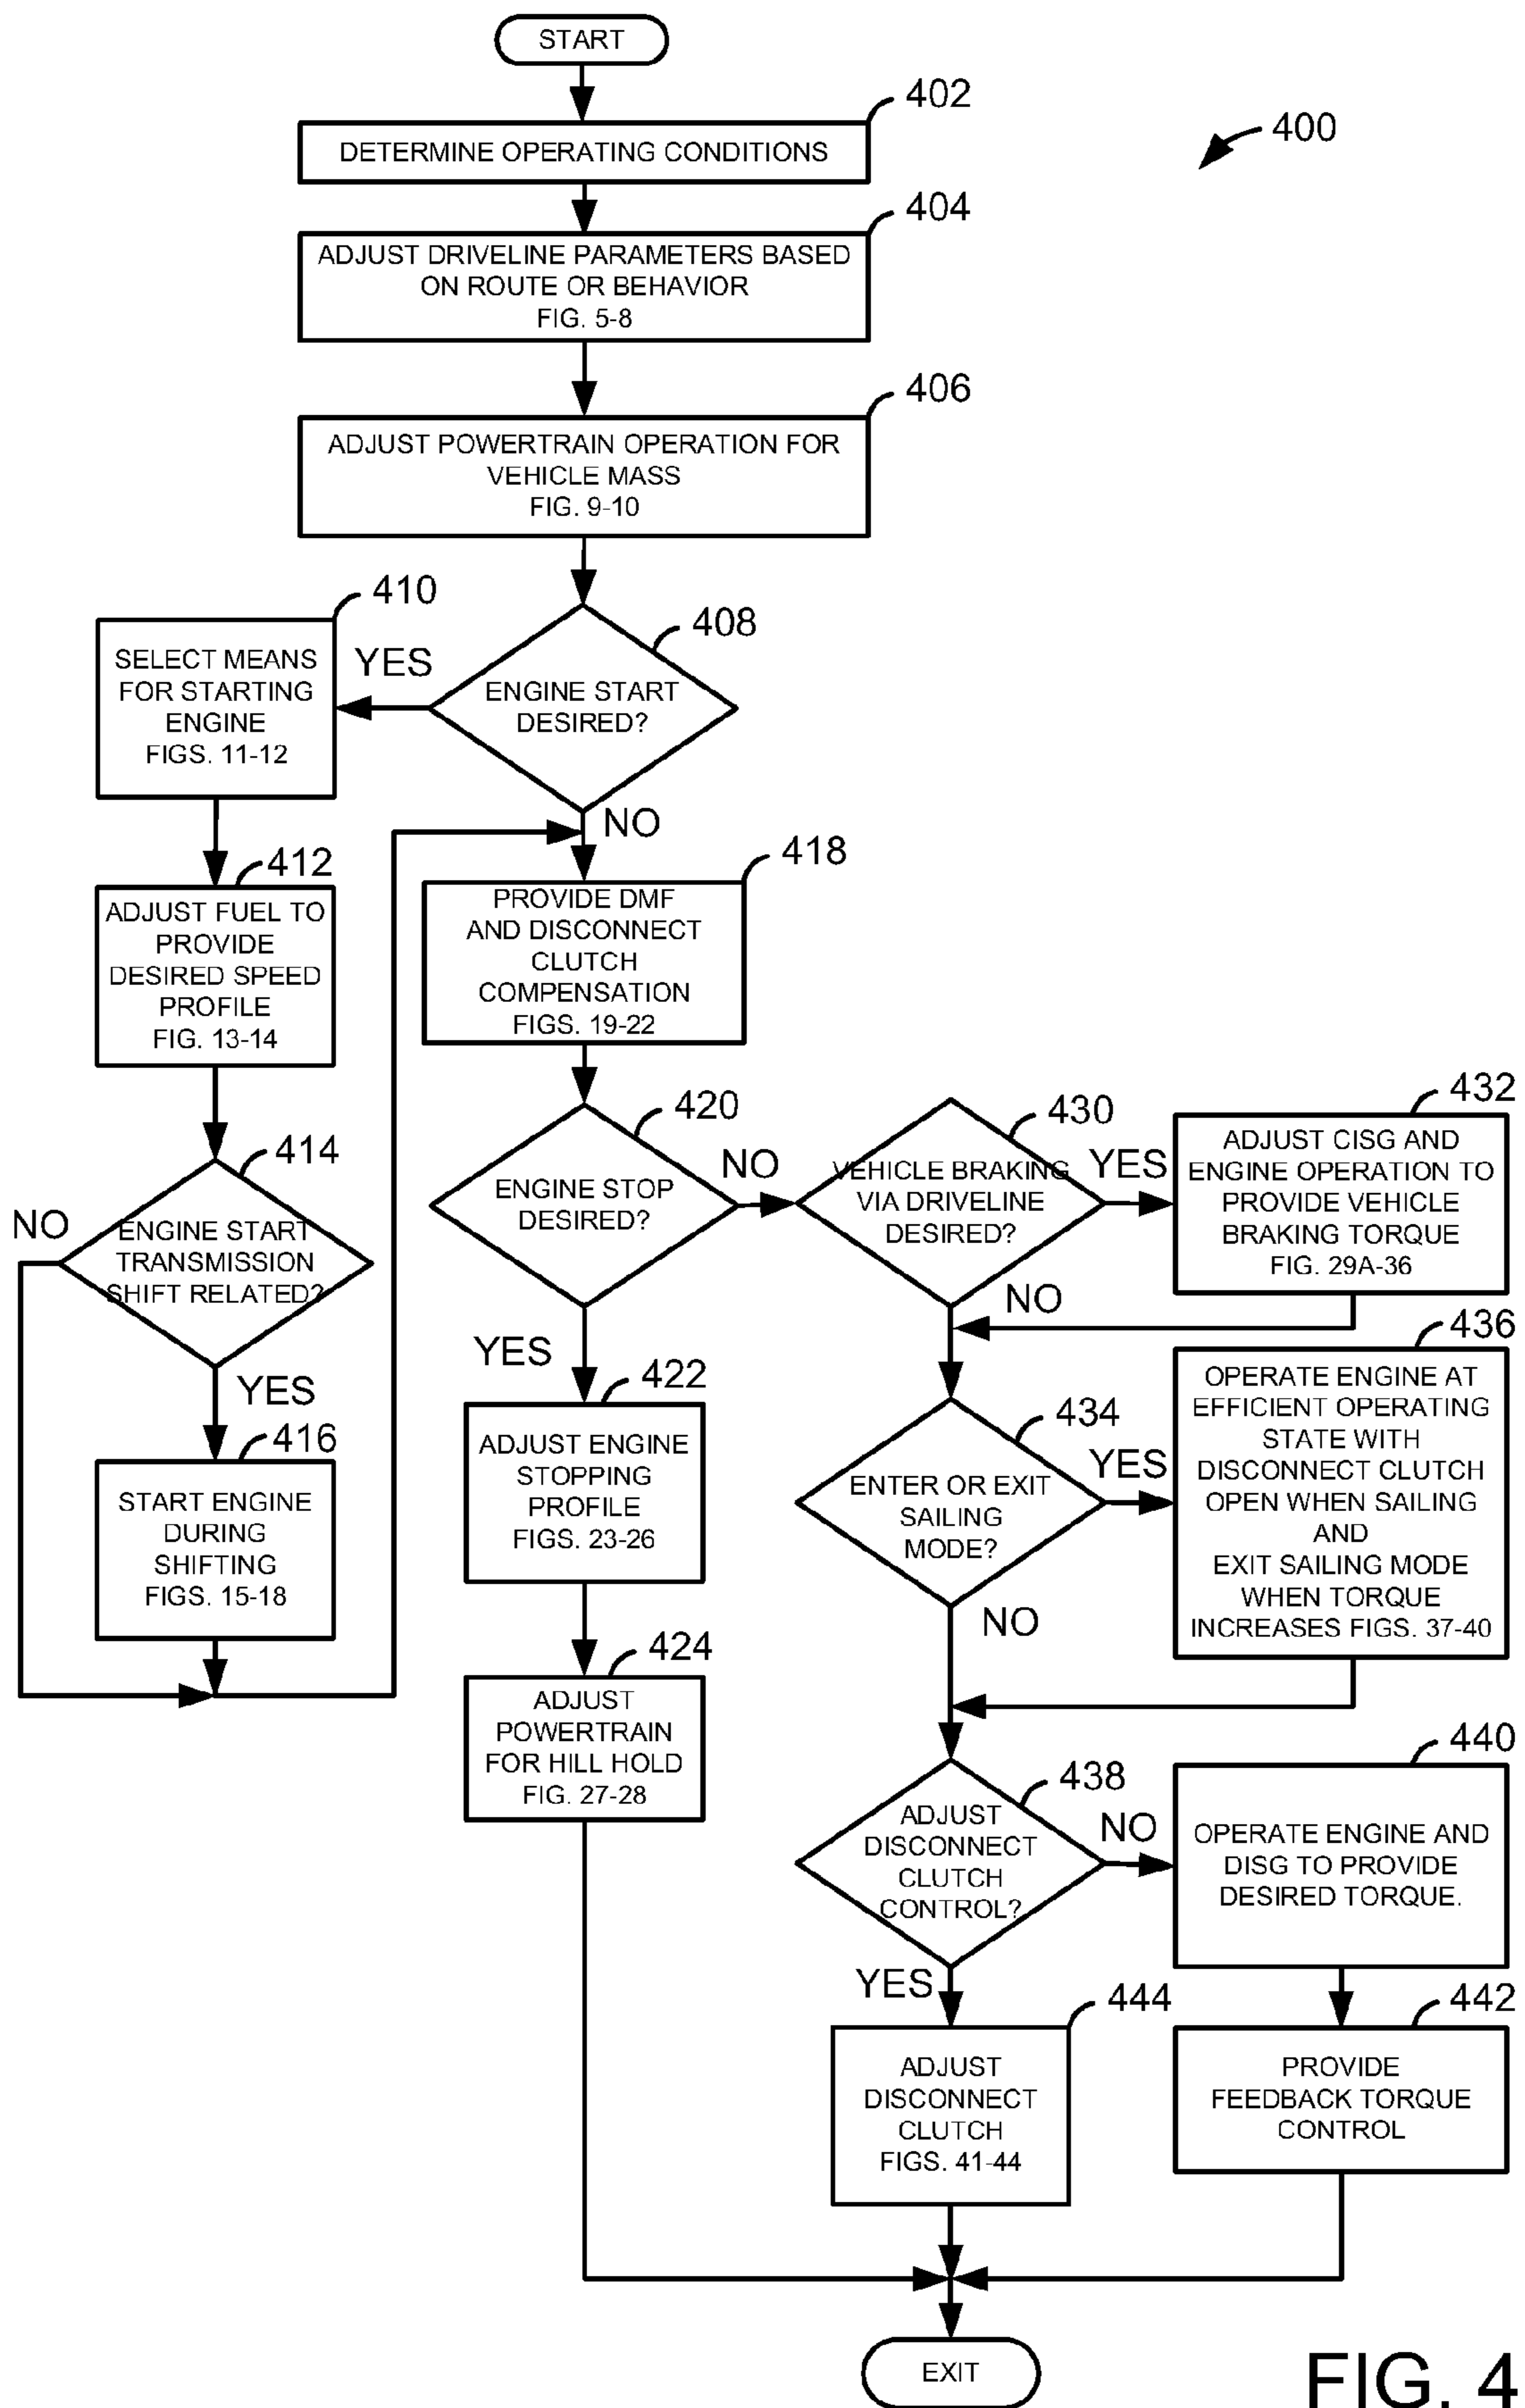 START
402
DETERMINE OPERATING CONDITIONS
400
404
ADJUST DRIVELINE PARAMETERS BASED
ON ROUTE OR BEHAVIOR
FIG. 5-8
406
ADJUST POWERTRAIN OPERATION FOR
VEHICLE MASS
FIG. 9-10
408
ENGINE START
DESIRED?
YES
410
SELECT MEANS
FOR STARTING
ENGINE
FIGS. 11-12
412
ADJUST FUEL TO
PROVIDE
DESIRED SPEED
PROFILE
FIG. 13-14
414
ENGINE START
TRANSMISSION
SHIFT RELATED?
NO
YES
416
START ENGINE
DURING
SHIFTING
FIGS. 15-18
NO
418
PROVIDE DMF
AND DISCONNECT
CLUTCH
COMPENSATION
FIGS. 19-22
420
ENGINE STOP
DESIRED?
NO
YES
422
ADJUST ENGINE
STOPPING
PROFILE
FIGS. 23-26
424
ADJUST
POWERTRAIN
FOR HILL HOLD
FIG. 27-28
430
VEHICLE BRAKING
VIA DRIVELINE
DESIRED?
YES
432
ADJUST CISG AND
ENGINE OPERATION TO
PROVIDE VEHICLE
BRAKING TORQUE
FIG. 29A-36
NO
434
ENTER OR EXIT
SAILING
MODE?
YES
436
OPERATE ENGINE AT
EFFICIENT OPERATING
STATE WITH
DISCONNECT CLUTCH
OPEN WHEN SAILING
AND
EXIT SAILING MODE
WHEN TORQUE
INCREASES FIGS. 37-40
NO
438
ADJUST
DISCONNECT
CLUTCH
CONTROL?
NO
440
OPERATE ENGINE AND
DISG TO PROVIDE
DESIRED TORQUE.
442
PROVIDE
FEEDBACK TORQUE
CONTROL
YES
444
ADJUST
DISCONNECT
CLUTCH
FIGS. 41-44
EXIT
FIG. 4